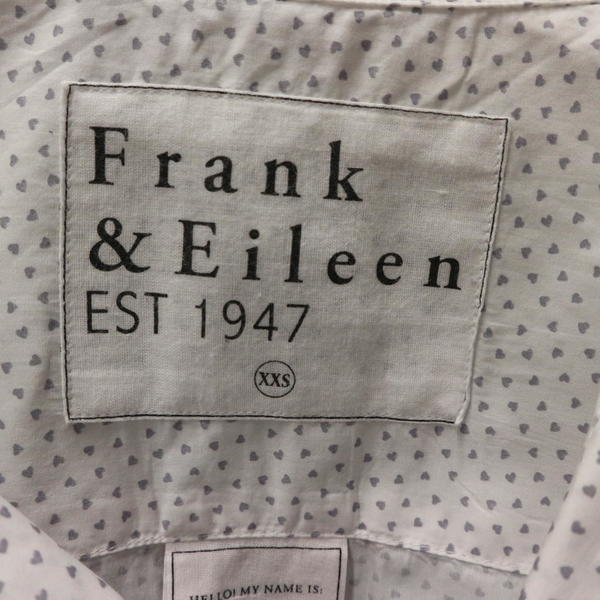 Frank
& Eileen
EST 1947
XXS
HELLO! MY NAME IS: